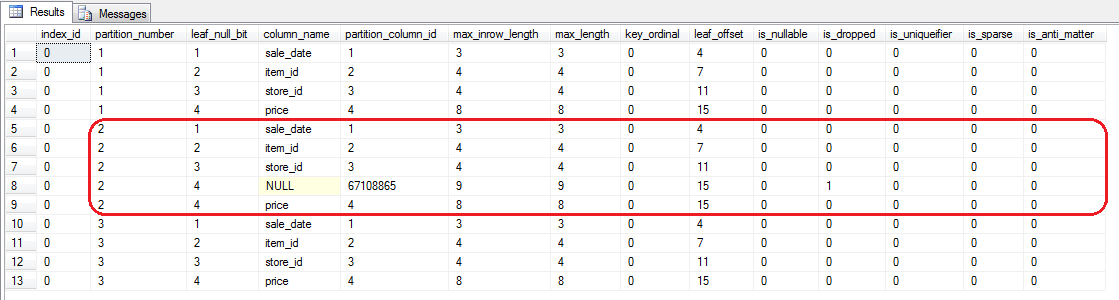 Results Messages
index_id partition_number leaf_null_bit column_name partition_column_id max_inrow_length max_length key_ordinal leaf_offset is_nullable is_dropped is_uniqueifier is_sparse is_anti_matter
1 0 1 1 sale_date 1 3 3 0 4 0 0 0 0 0
2 0 1 2 item_id 2 4 4 0 7 0 0 0 0 0
3 0 1 3 store_id 3 4 4 0 11 0 0 0 0 0
4 0 1 4 price 4 8 8 0 15 0 0 0 0 0
5 0 2 1 sale_date 1 3 3 0 4 0 0 0 0 0
6 0 2 2 item_id 2 4 4 0 7 0 0 0 0 0
7 0 2 3 store_id 3 4 4 0 11 0 0 0 0 0
8 0 2 4 NULL 67108865 9 9 0 15 0 1 0 0 0
9 0 2 4 price 4 8 8 0 15 0 0 0 0 0
10 0 3 1 sale_date 1 3 3 0 4 0 0 0 0 0
11 0 3 2 item_id 2 4 4 0 7 0 0 0 0 0
12 0 3 3 store_id 3 4 4 0 11 0 0 0 0 0
13 0 3 4 price 4 8 8 0 15 0 0 0 0 0